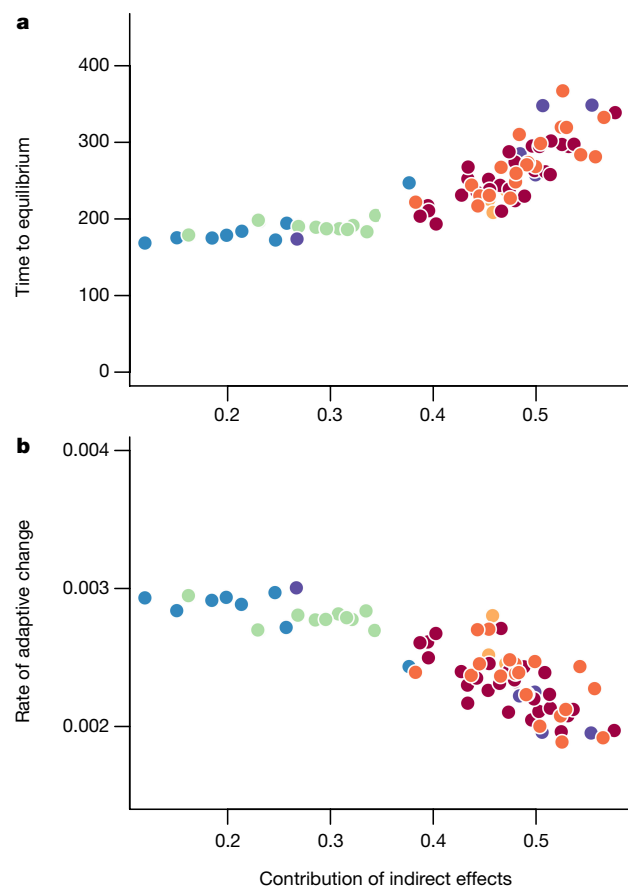 a
400
300
200
100
0
Time to equilibrium
0.2 0.3 0.4 0.5
b
0.004
0.003
0.002
Rate of adaptive change
0.2 0.3 0.4 0.5
Contribution of indirect effects